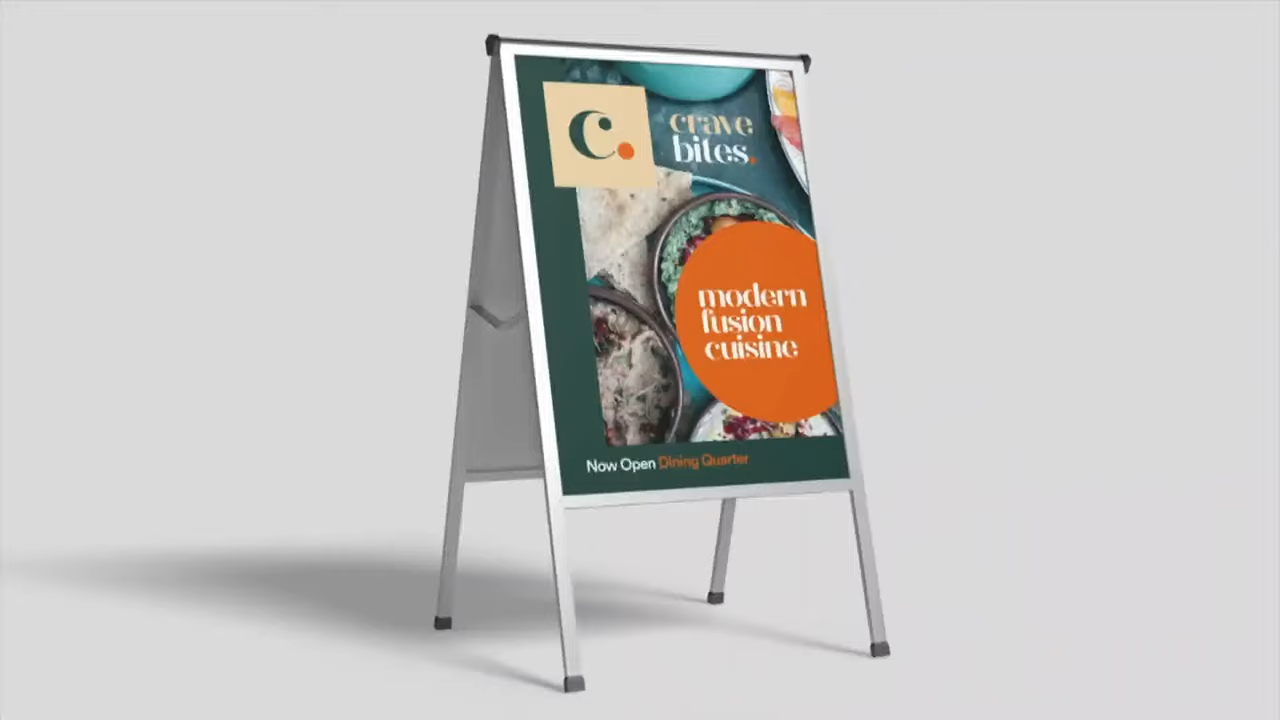 c.
crave
bites.
modern
fusion
cuisine
Now Open Dining Quarter